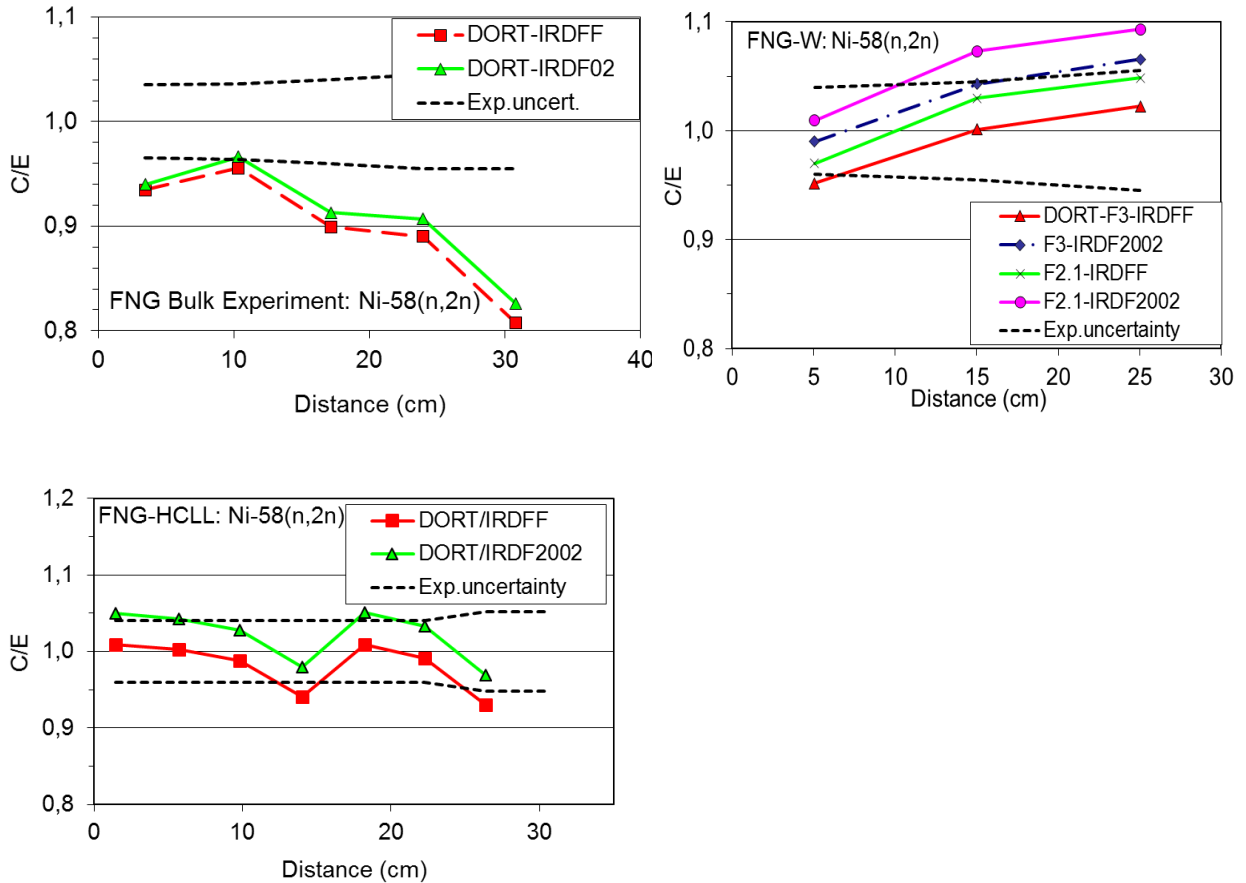 1,1
1,0
0,9
0,8
C/E
DORT-IRDFF
DORT-IRDF02
Exp.uncert.
FNG Bulk Experiment: Ni-58(n,2n)
0
10
20
30
40
Distance (cm)
1,1
1,0
0,9
0,8
C/E
FNG-W: Ni-58(n,2n)
DORT-F3-IRDFF
F3-IRDF2002
F2.1-IRDFF
F2.1-IRDF2002
Exp.uncertainty
0
5
10
15
20
25
30
Distance (cm)
1,2
1,1
1,0
0,9
0,8
C/E
FNG-HCLL: Ni-58(n,2n)
DORT/IRDFF
DORT/IRDF2002
Exp.uncertainty
0
10
20
30
Distance (cm)